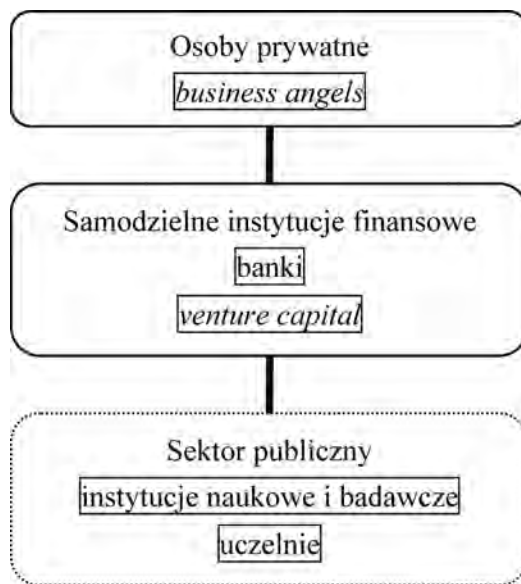 Osoby prywatne
business angels
Samodzielne instytucje finansowe
banki
venture capital
Sektor publiczny
instytucje naukowe i badawcze
uczelnie